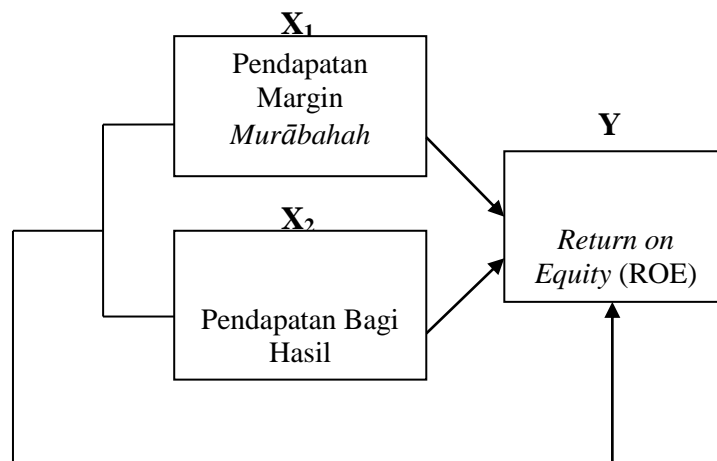 X₁
Pendapatan
Margin
Murābahah
X₂
Pendapatan Bagi
Hasil
Y
Return on
Equity (ROE)